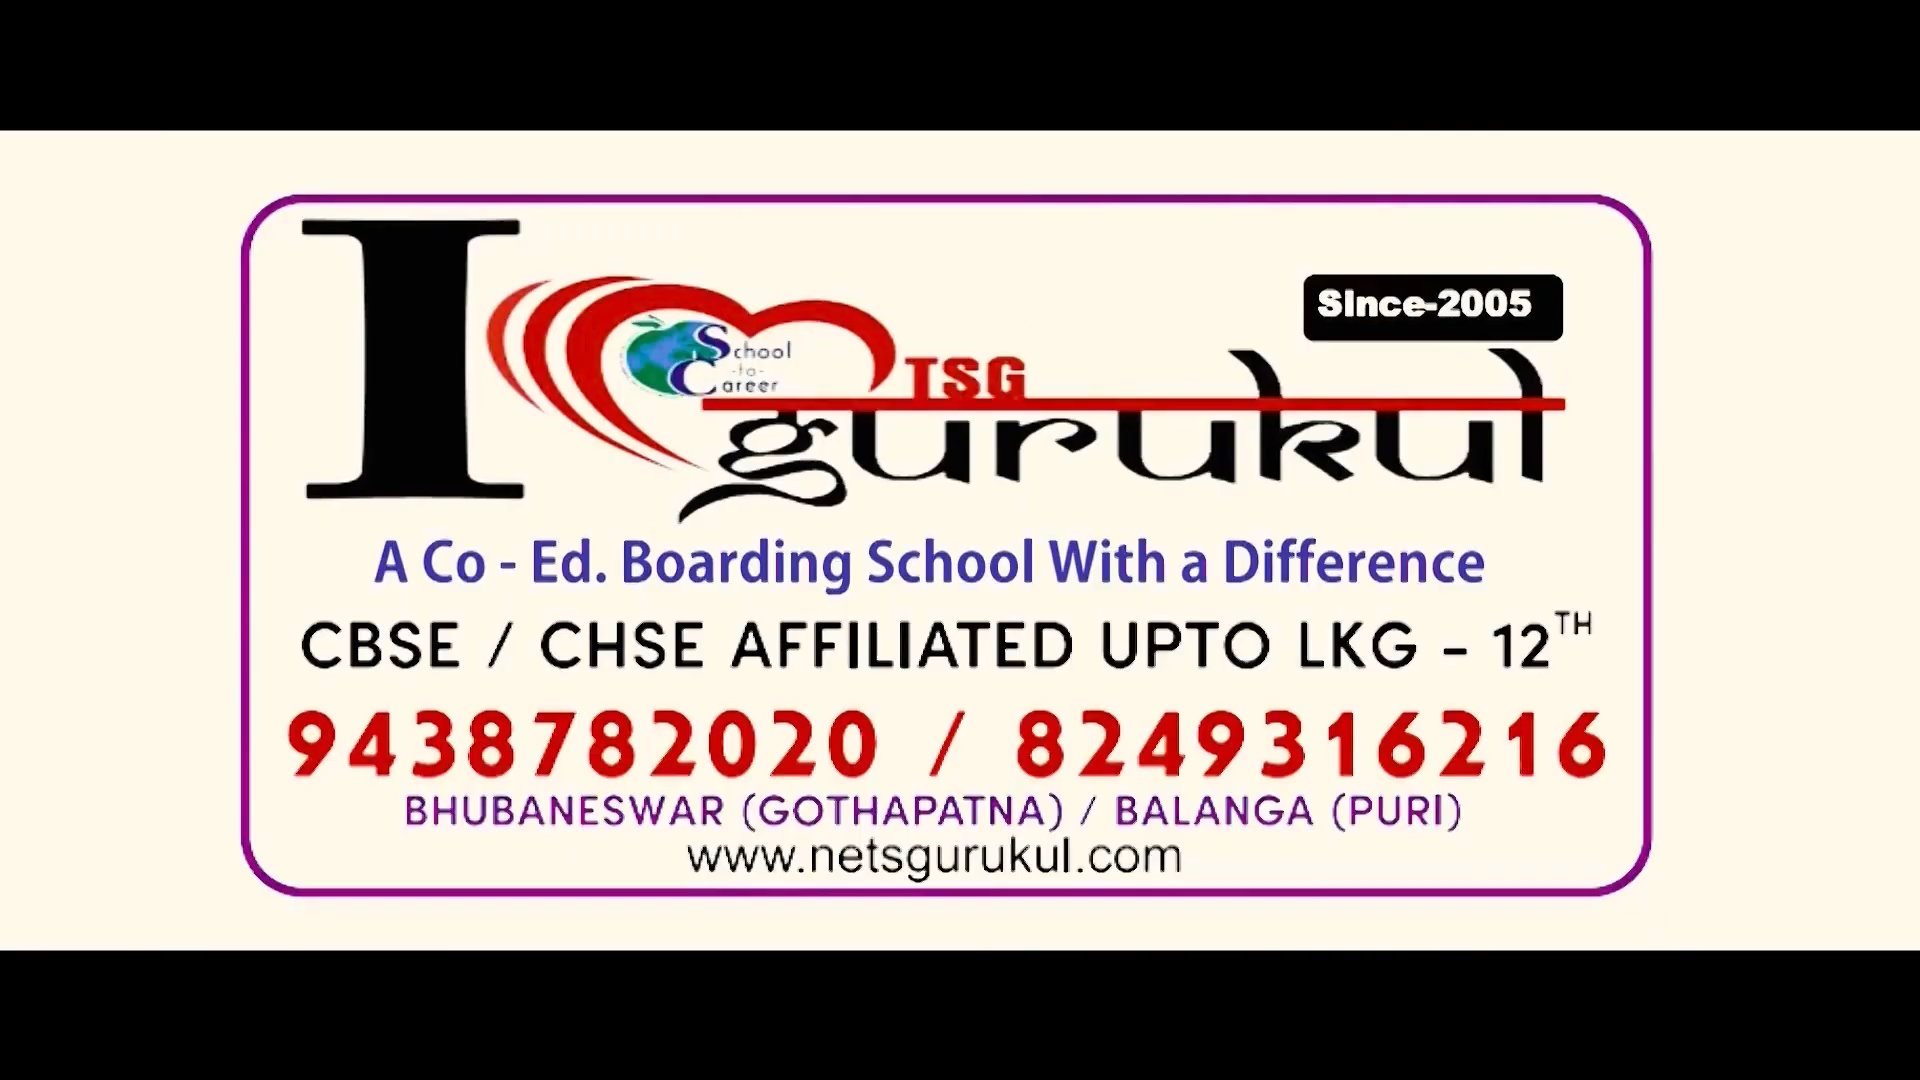 Since-2005
I
School
-to-
Career
TSG
gurukul
A Co - Ed. Boarding School With a Difference
CBSE / CHSE AFFILIATED UPTO LKG - 12TH
9438782020 / 8249316216
BHUBANESWAR (GOTHAPATNA) / BALANGA (PURI)
www.netsgurukul.com